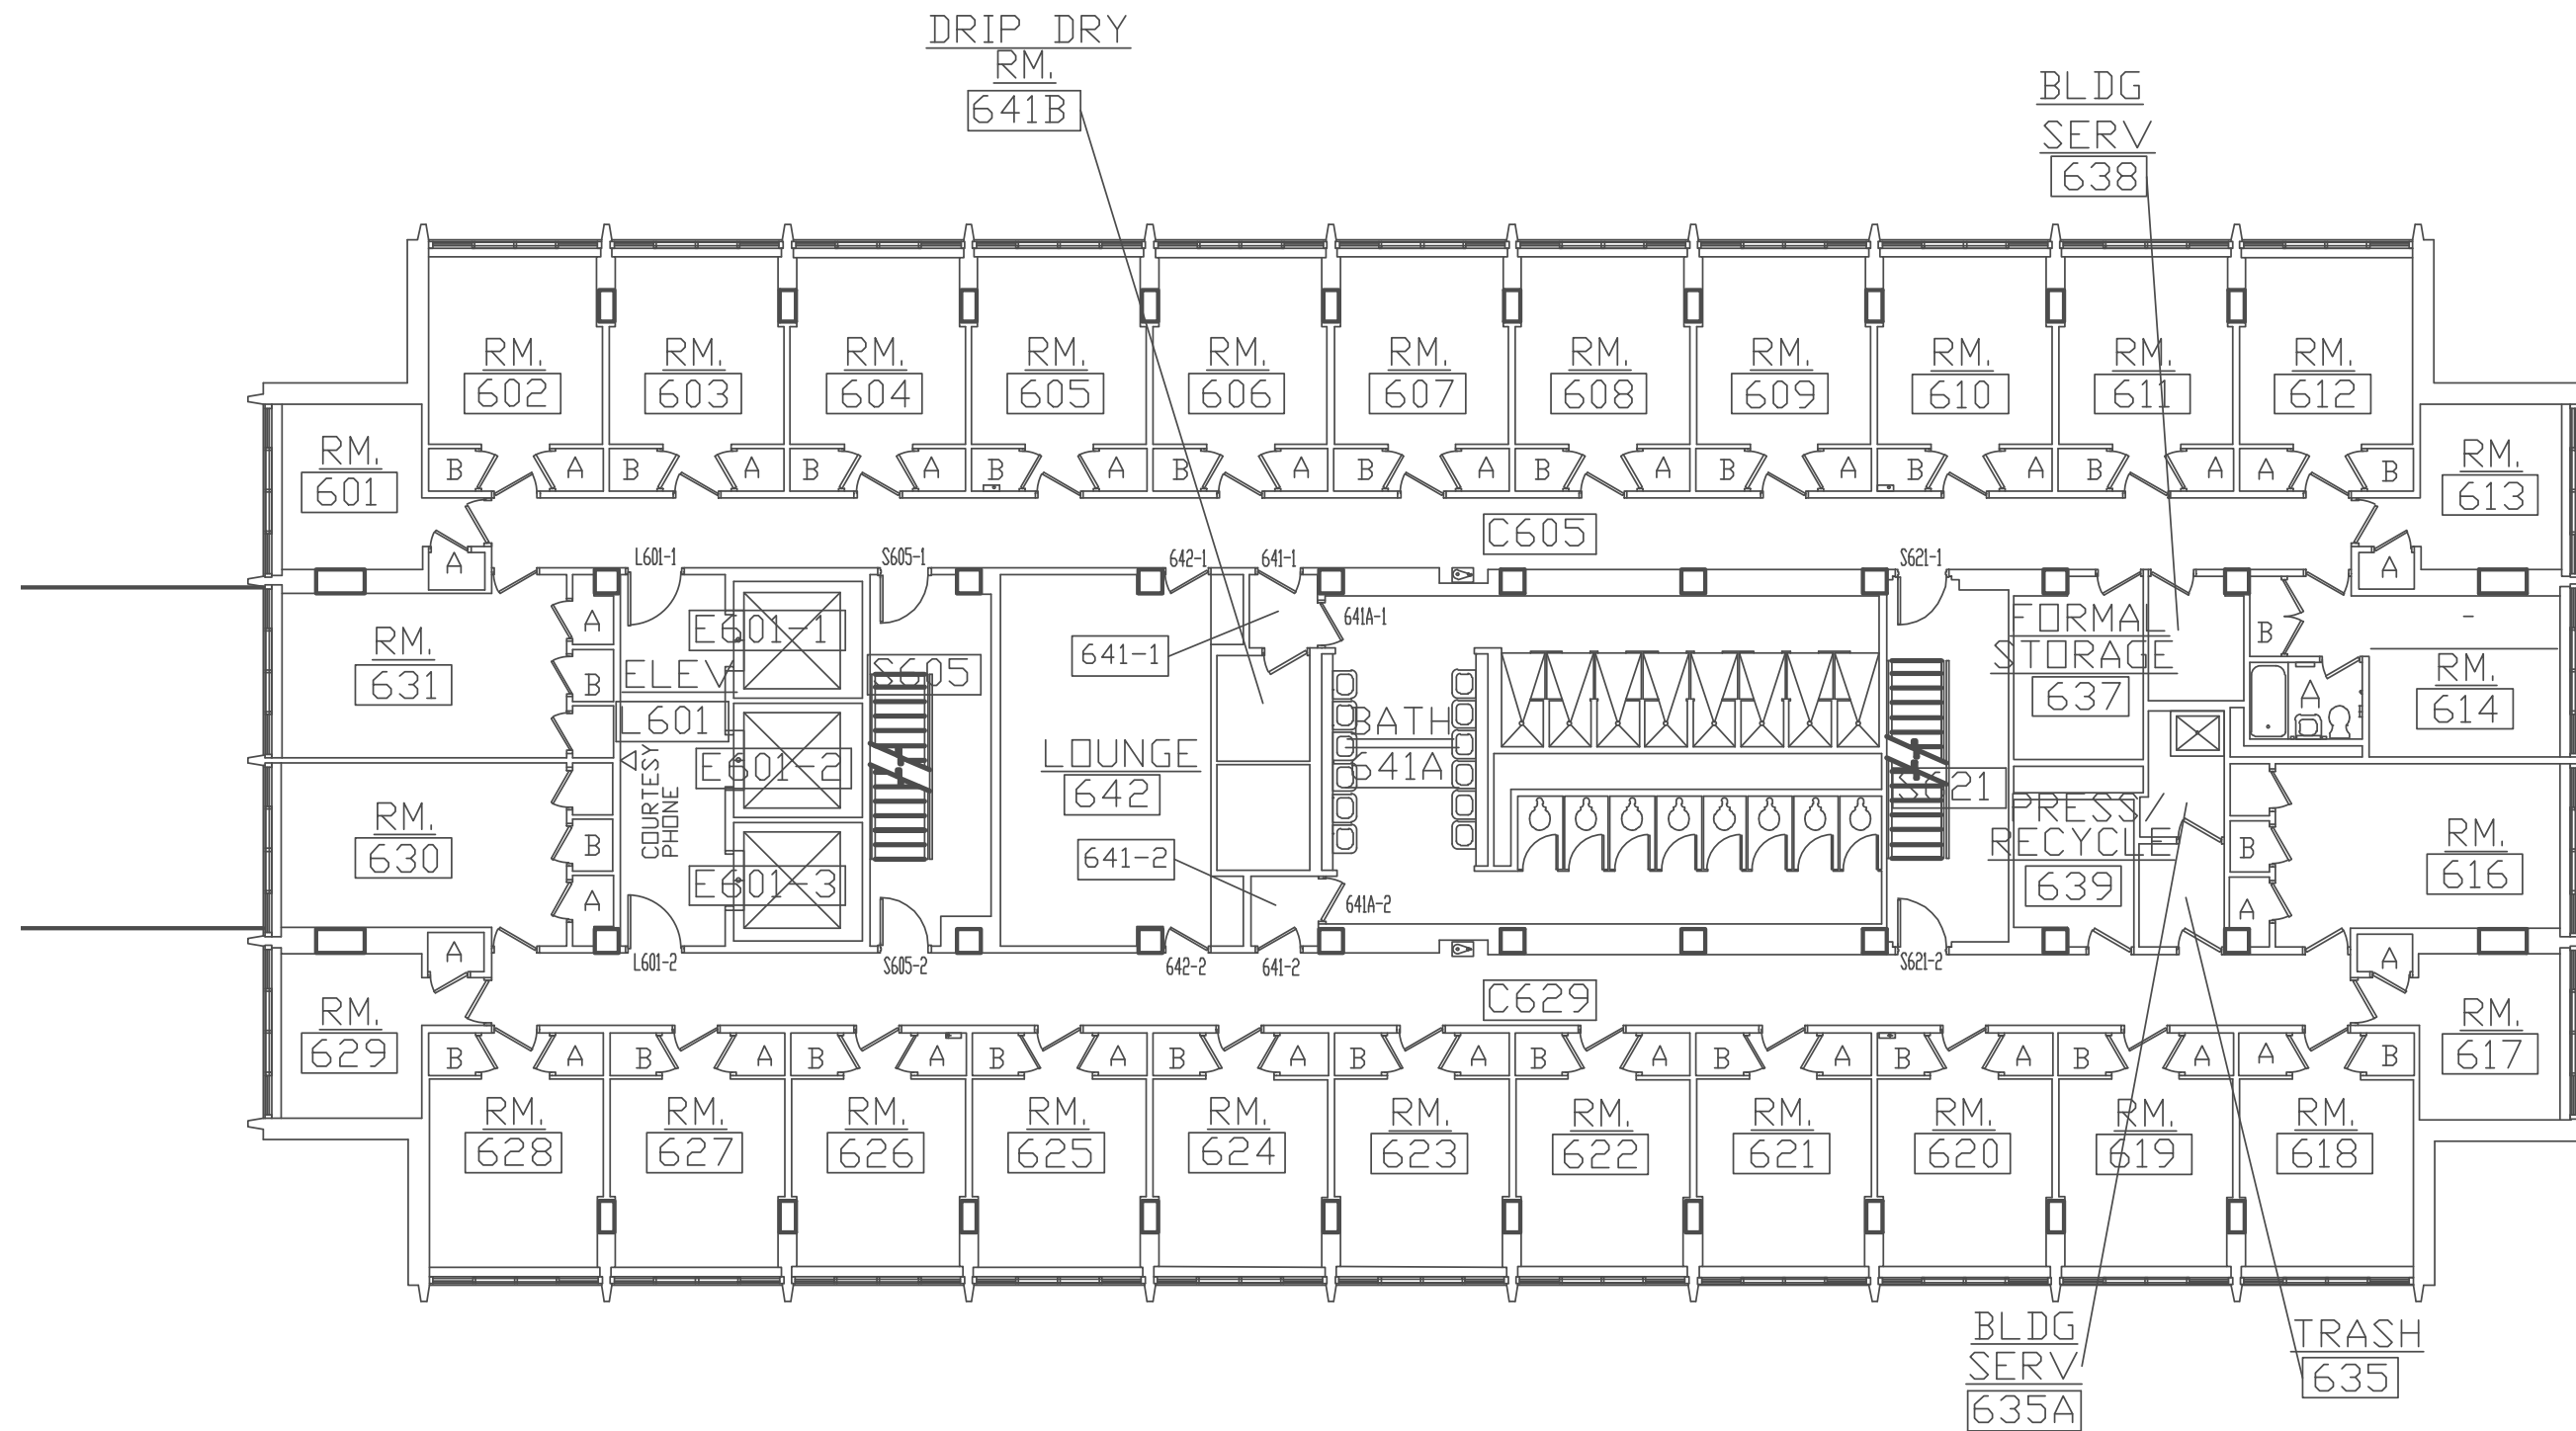 DRIP DRY
RM.
641B
BLDG
SERV
638
RM.
602
RM.
603
RM.
604
RM.
605
RM.
606
RM.
607
RM.
608
RM.
609
RM.
610
RM.
611
RM.
612
RM.
601
RM.
613
B A B A B A B A B A B A B A B A B A B A A B
C605
A
L601-1
S605-1
642-1
641-1
S621-1
A
RM.
631
A
B
ELEV
L601
COURTESY
PHONE
E601-1
E601-2
E601-3
S605
641-1
641A-1
LOUNGE
642
BATH
641A
641-2
641A-2
S621
FORMAL
STORAGE
637
PRESS/
RECYCLE
639
B
A
RM.
614
RM.
630
B
A
B
A
RM.
616
A
L601-2
S605-2
642-2
641-2
S621-2
A
C629
RM.
629
RM.
617
B A B A B A B A B A B A B A B A B A B A A B
RM.
628
RM.
627
RM.
626
RM.
625
RM.
624
RM.
623
RM.
622
RM.
621
RM.
620
RM.
619
RM.
618
BLDG
SERV
635A
TRASH
635